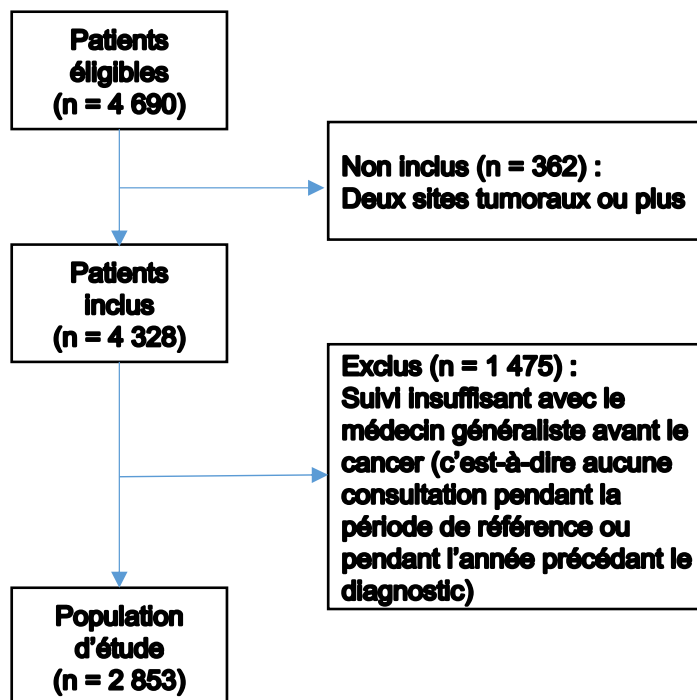 Patients
éligibles
(n = 4 690)
Non inclus (n = 362) :
Deux sites tumoraux ou plus
Patients
inclus
(n = 4 328)
Exclus (n = 1 475) :
Suivi insuffisant avec le
médecin généraliste avant le
cancer (c’est-à-dire aucune
consultation pendant la
période de référence ou
pendant l’année précédant le
diagnostic)
Population
d’étude
(n = 2 853)